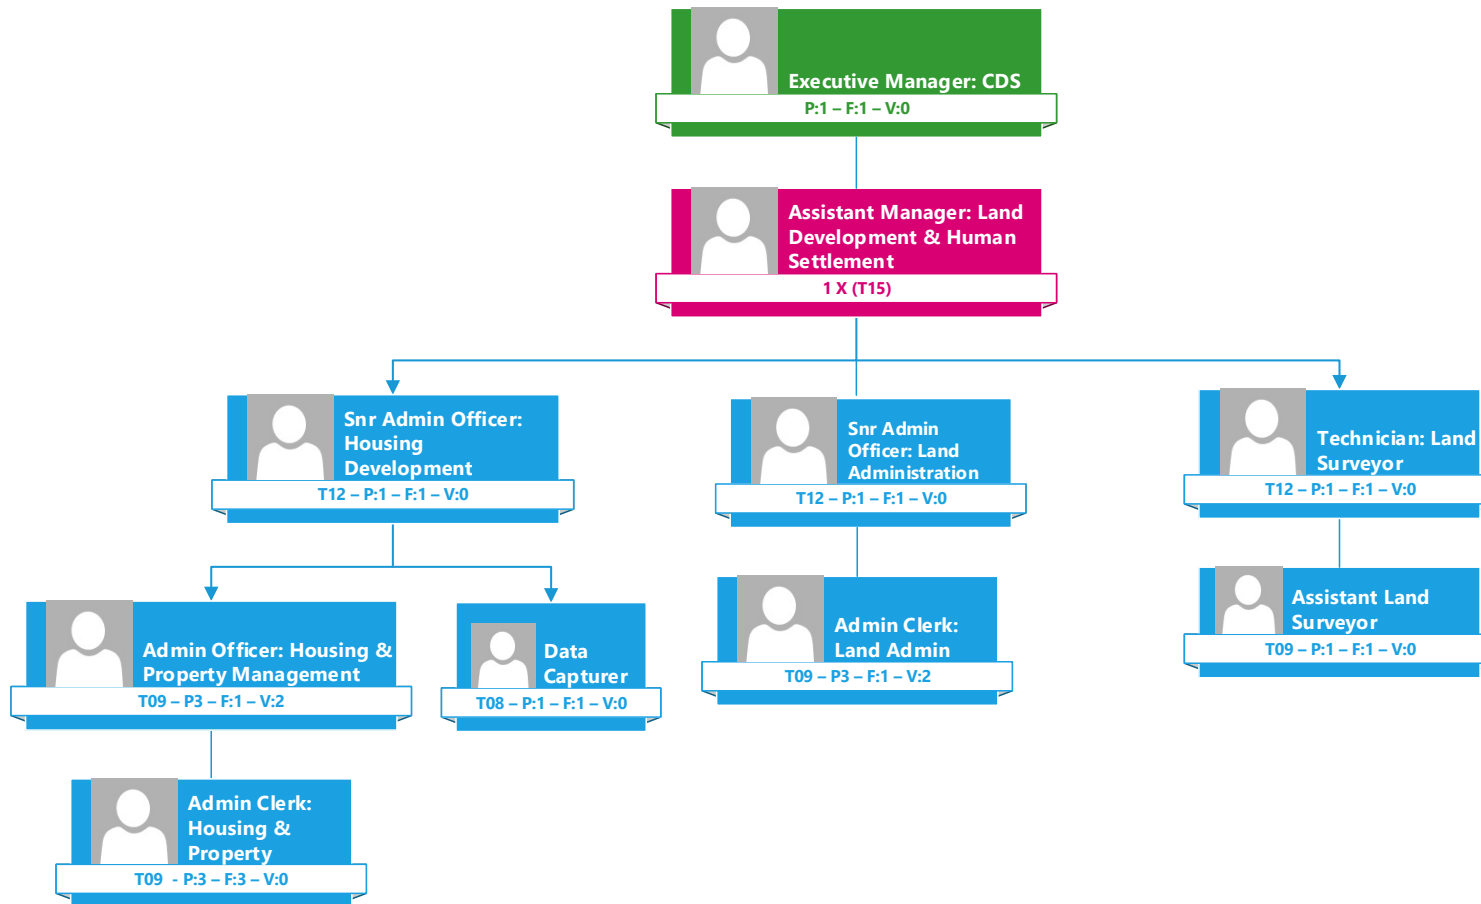 Executive Manager: CDS
P:1 – F:1 – V:0
Assistant Manager: Land
Development & Human
Settlement
1 X (T15)
Snr Admin Officer:
Housing
Development
T12 – P:1 – F:1 – V:0
Snr Admin
Officer: Land
Administration
T12 – P:1 – F:1 – V:0
Technician: Land
Surveyor
T12 – P:1 – F:1 – V:0
Admin Officer: Housing &
Property Management
T09 – P3 – F:1 – V:2
Data
Capturer
T08 – P:1 – F:1 – V:0
Admin Clerk:
Land Admin
T09 – P3 – F:1 – V:2
Assistant Land
Surveyor
T09 – P:1 – F:1 – V:0
Admin Clerk:
Housing &
Property
T09 - P:3 – F:3 – V:0